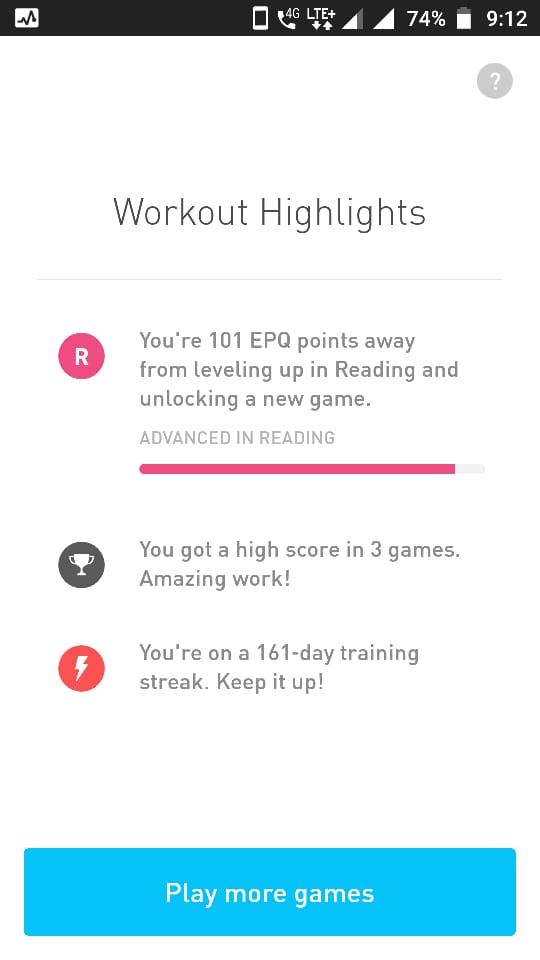 4G LTE+ 74% 9:12
?
Workout Highlights
R
You're 101 EPQ points away
from leveling up in Reading and
unlocking a new game.
ADVANCED IN READING
You got a high score in 3 games.
Amazing work!
You're on a 161-day training
streak. Keep it up!
Play more games